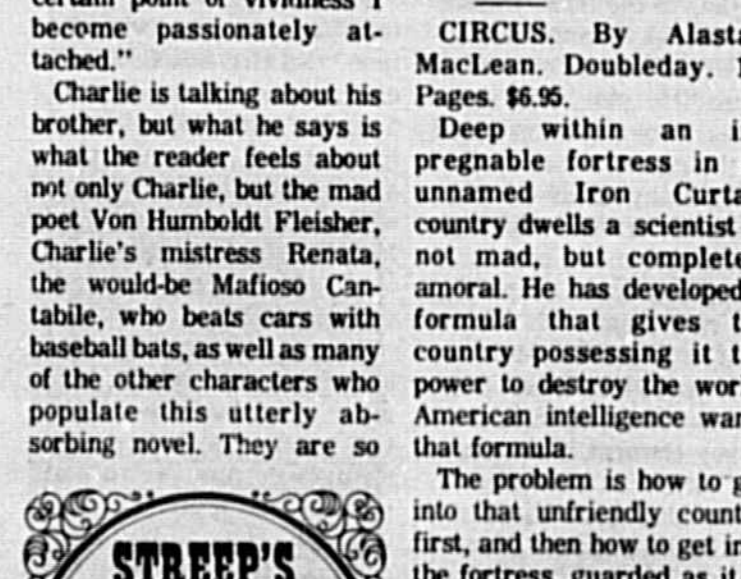 certain point of vividness I
become passionately at-
tached."
Charlie is talking about his
brother, but what he says is
what the reader feels about
not only Charlie, but the mad
poet Von Humboldt Fleisher,
Charlie's mistress Renata,
the would-be Mafioso Can-
tabile, who beats cars with
baseball bats, as well as many
of the other characters who
populate this utterly ab-
sorbing novel. They are so
STREEP'S
CIRCUS. By Alasta
MacLean. Doubleday.
Pages. $6.95.
Deep within an i
pregnable fortress in
unnamed Iron Curta
country dwells a scientist
not mad, but complete
amoral. He has developed
formula that gives t
country possessing it t
power to destroy the wor
American intelligence wan
that formula.
The problem is how to g
into that unfriendly count
first, and then how to get in
the fortress, guarded as it